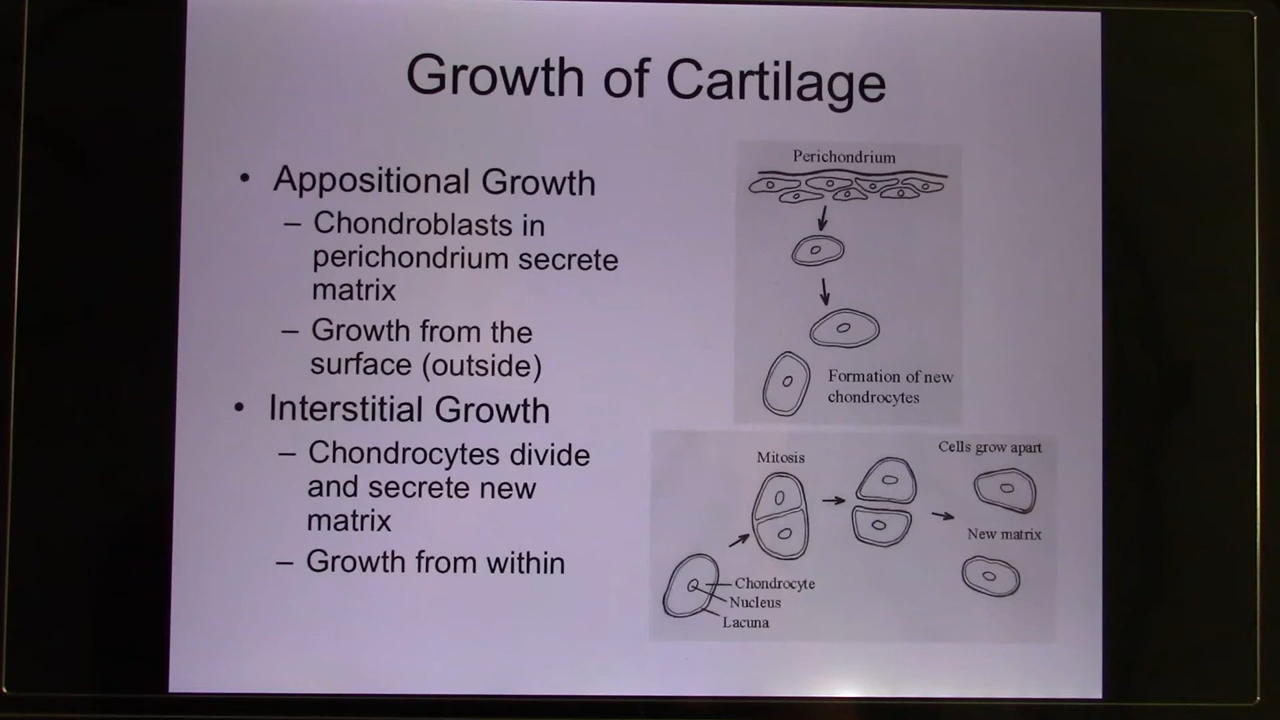 Growth of Cartilage
• Appositional Growth
– Chondroblasts in
perichondrium secrete
matrix
– Growth from the
surface (outside)
• Interstitial Growth
– Chondrocytes divide
and secrete new
matrix
– Growth from within
Perichondrium
Formation of new
chondrocytes
Mitosis
Cells grow apart
New matrix
Chondrocyte
Nucleus
Lacuna